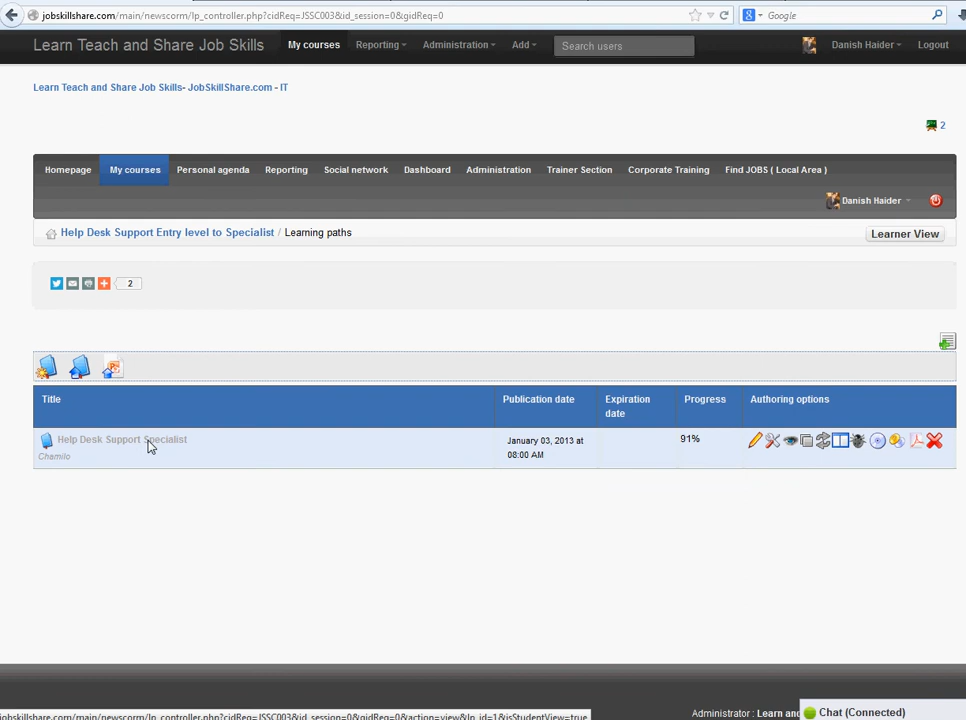 jobskillshare.com/main/newscorm/lp_controller.php?cidReq=JSSC003&id_session=0&gidReq=0
Google
Learn Teach and Share Job Skills
My courses
Reporting
Administration
Add
Search users
Danish Haider
Logout
Learn Teach and Share Job Skills- JobSkillShare.com - IT
2
Homepage
My courses
Personal agenda
Reporting
Social network
Dashboard
Administration
Trainer Section
Corporate Training
Find JOBS ( Local Area )
Danish Haider
Help Desk Support Entry level to Specialist / Learning paths
Learner View
2
Title
Publication date
Expiration
date
Progress
Authoring options
Help Desk Support Specialist
Chamilo
January 03, 2013 at
08:00 AM
91%
jobskillshare.com/main/newscorm/lp_controller.php?cidReq=JSSC003&id_session=0&gidReq=0&action=view&lp_id=1&isStudentView=true
Administrator : Learn and
Chat (Connected)